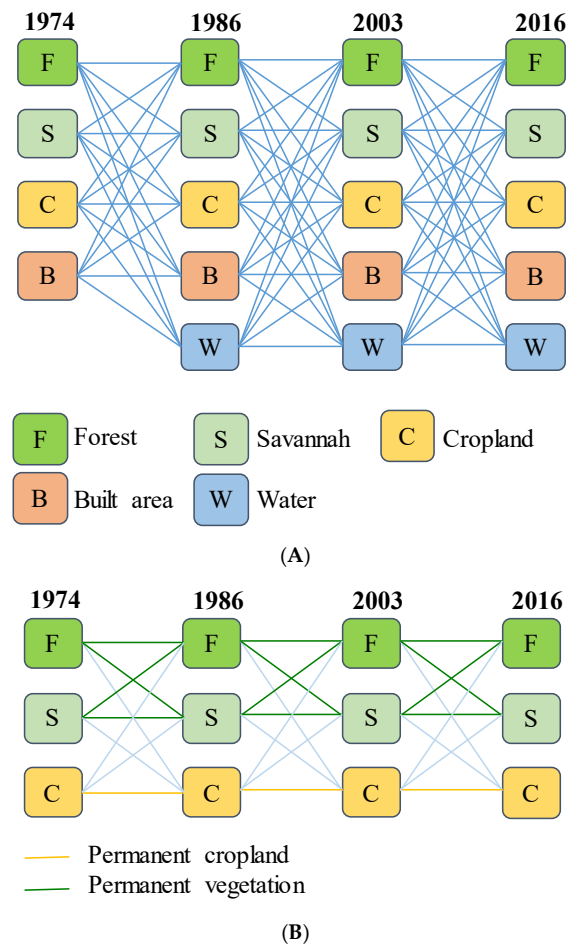 1974 1986 2003 2016
F F F F
S S S S
C C C C
B B B B
W W W
F Forest S Savannah C Cropland
B Built area W Water
(A)
1974 1986 2003 2016
F F F F
S S S S
C C C C
Permanent cropland
Permanent vegetation
(B)